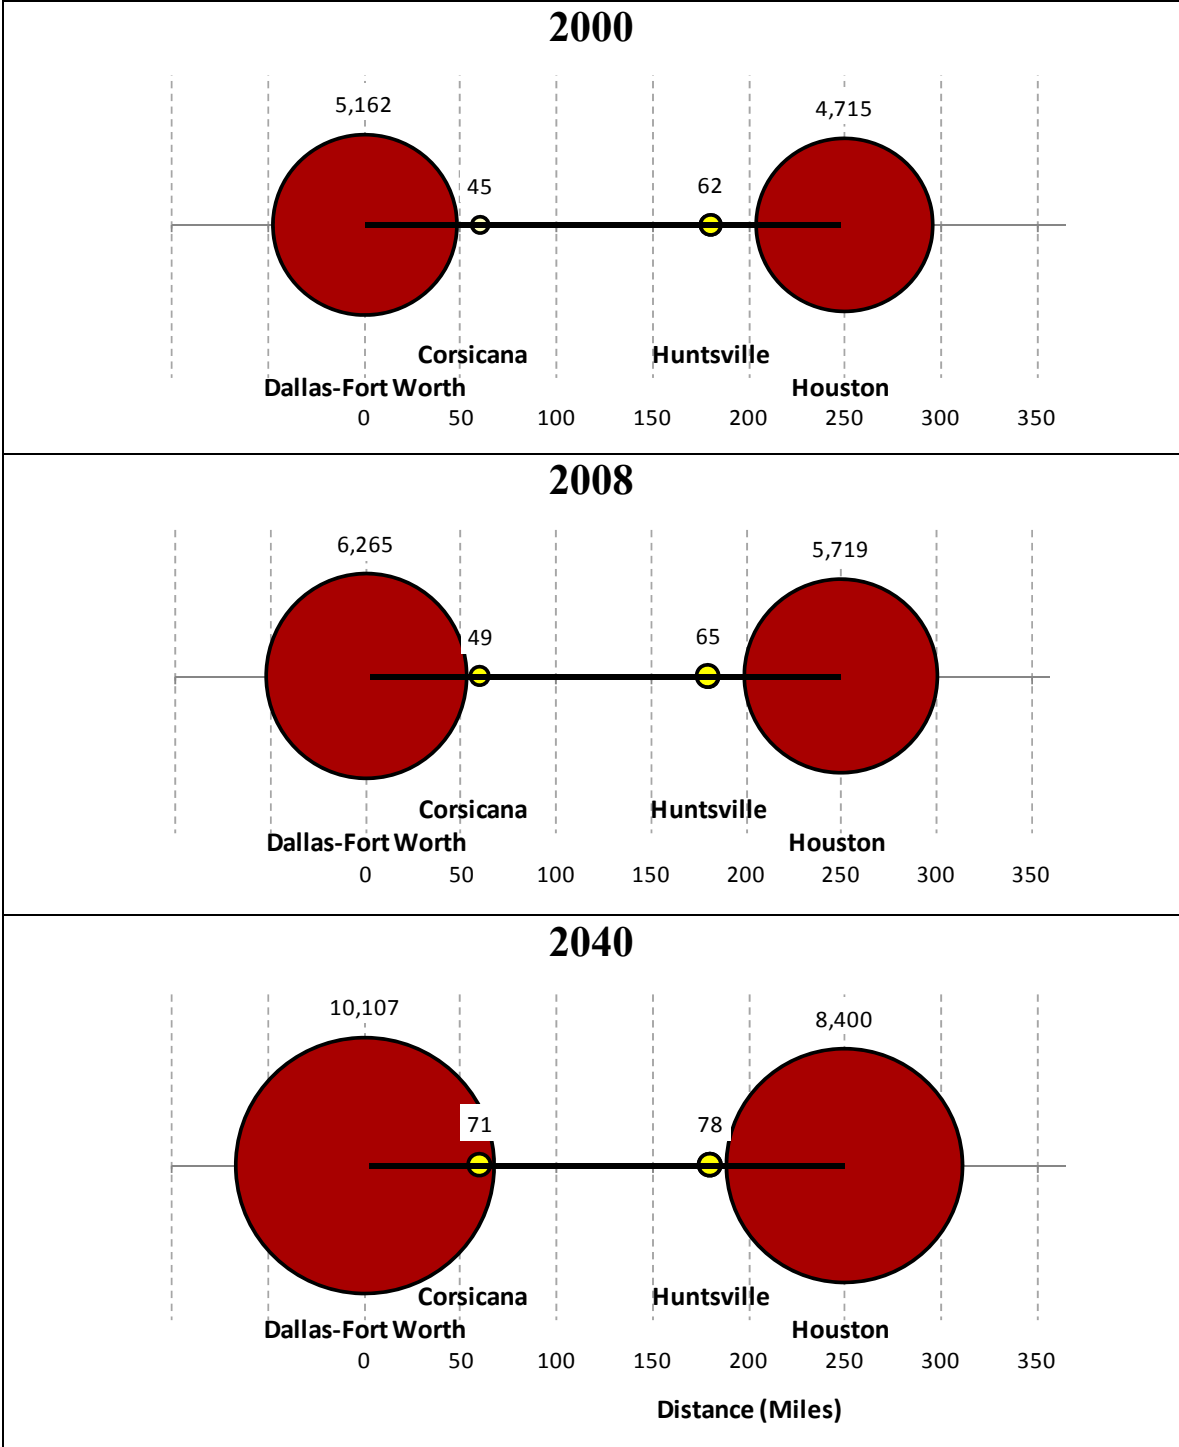 2000
5,162
4,715
45
62
Corsicana
Huntsville
Dallas-Fort Worth
Houston
0 50 100 150 200 250 300 350
2008
6,265
5,719
49
65
Corsicana
Huntsville
Dallas-Fort Worth
Houston
0 50 100 150 200 250 300 350
2040
10,107
8,400
71
78
Corsicana
Huntsville
Dallas-Fort Worth
Houston
0 50 100 150 200 250 300 350
Distance (Miles)